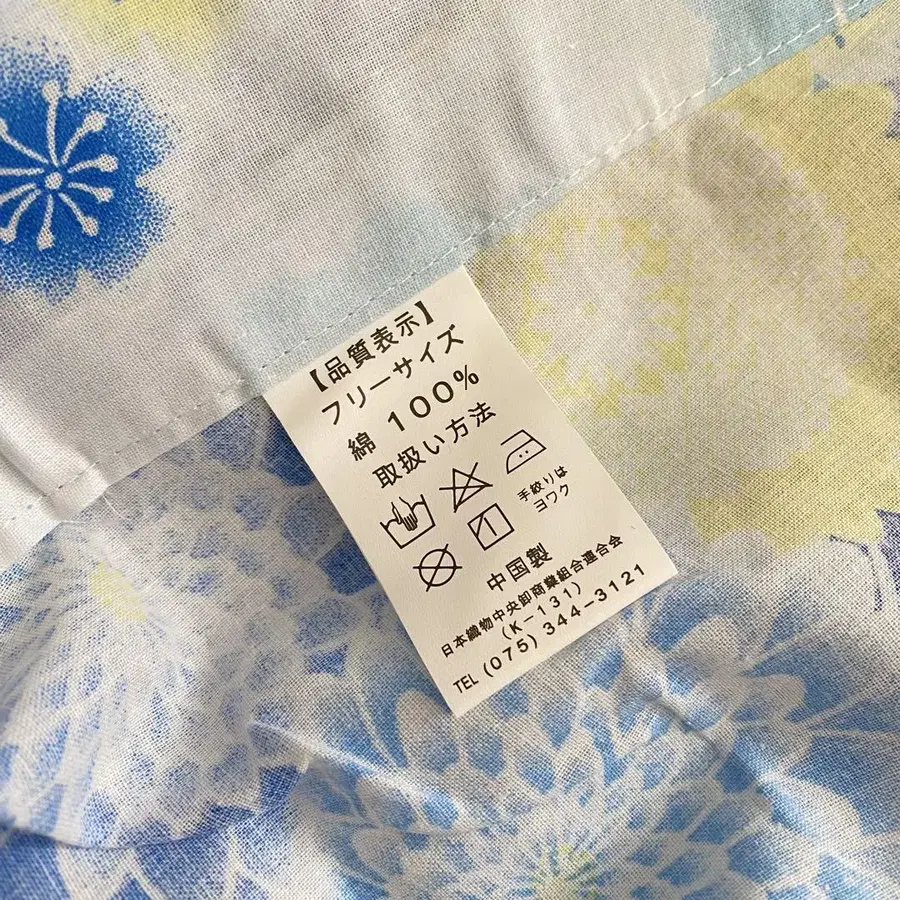 【品質表示】
フリーサイズ
綿 100%
取扱い方法
手絞りは
ヨワク
中国製
日本織物中央卸商業組合連合会
(K-131)
TEL (075) 344-3121